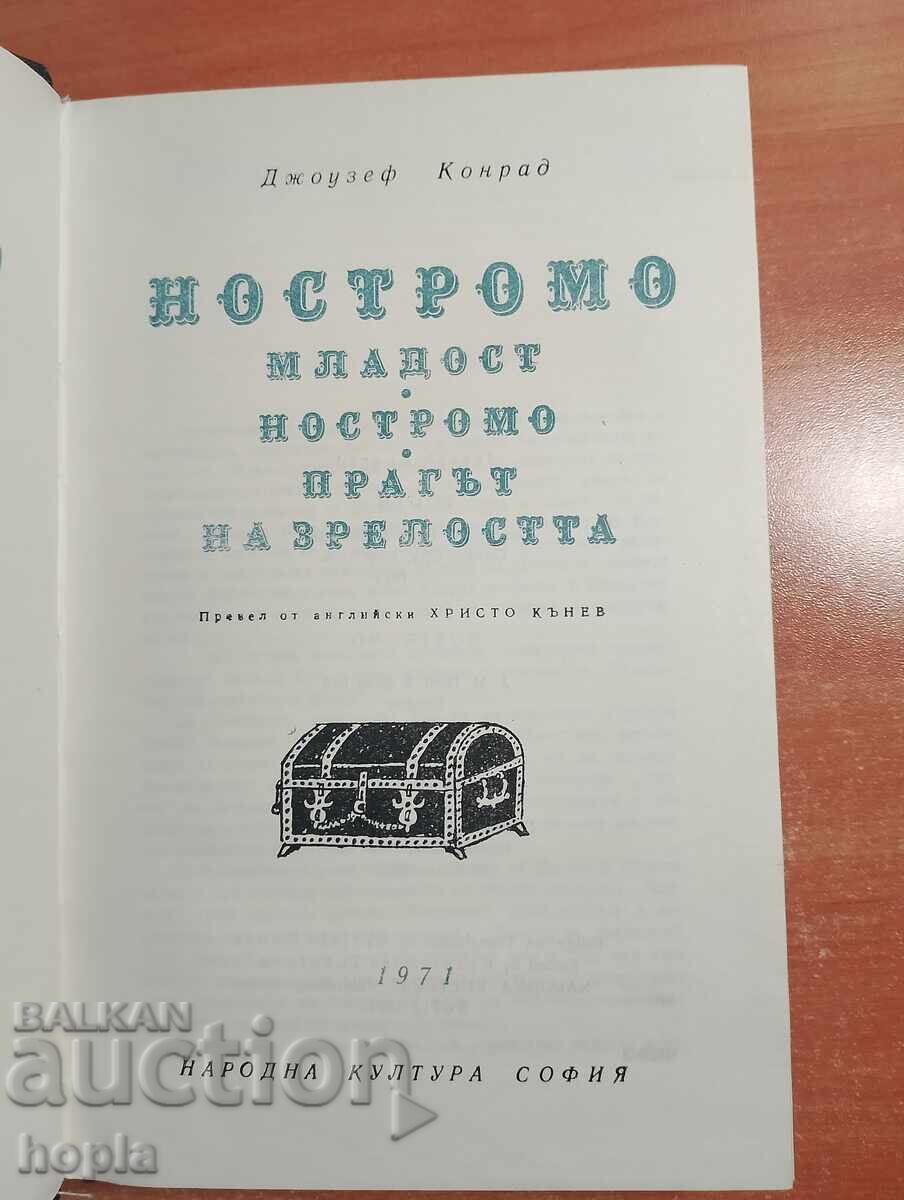 Джоузеф Конрад
НОСТРОМО
МЛАДОСТ
•
НОСТРОМО
•
ПРАГЪТ
НА ЗРЕЛОСТТА
Превел от английски ХРИСТО КЪНЕВ
1971
НАРОДНА КУЛТУРА СОФИЯ
BALKAN
auction
hopla